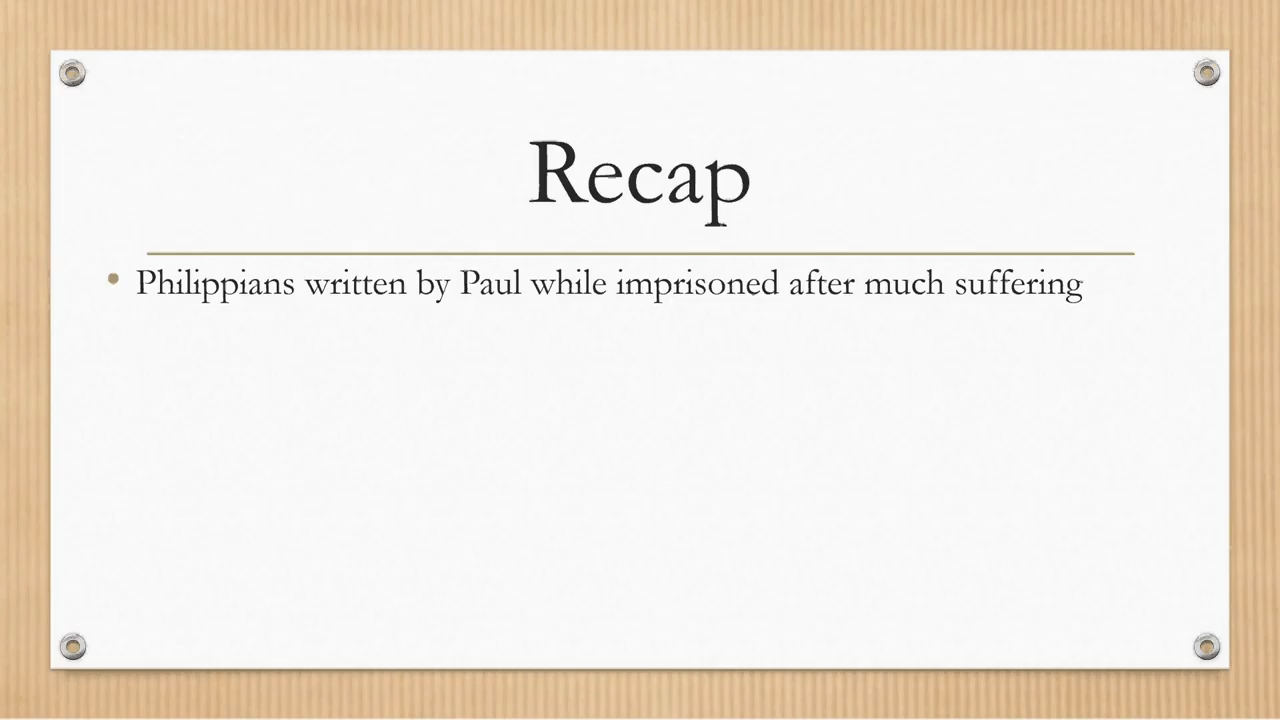 Recap
• Philippians written by Paul while imprisoned after much suffering